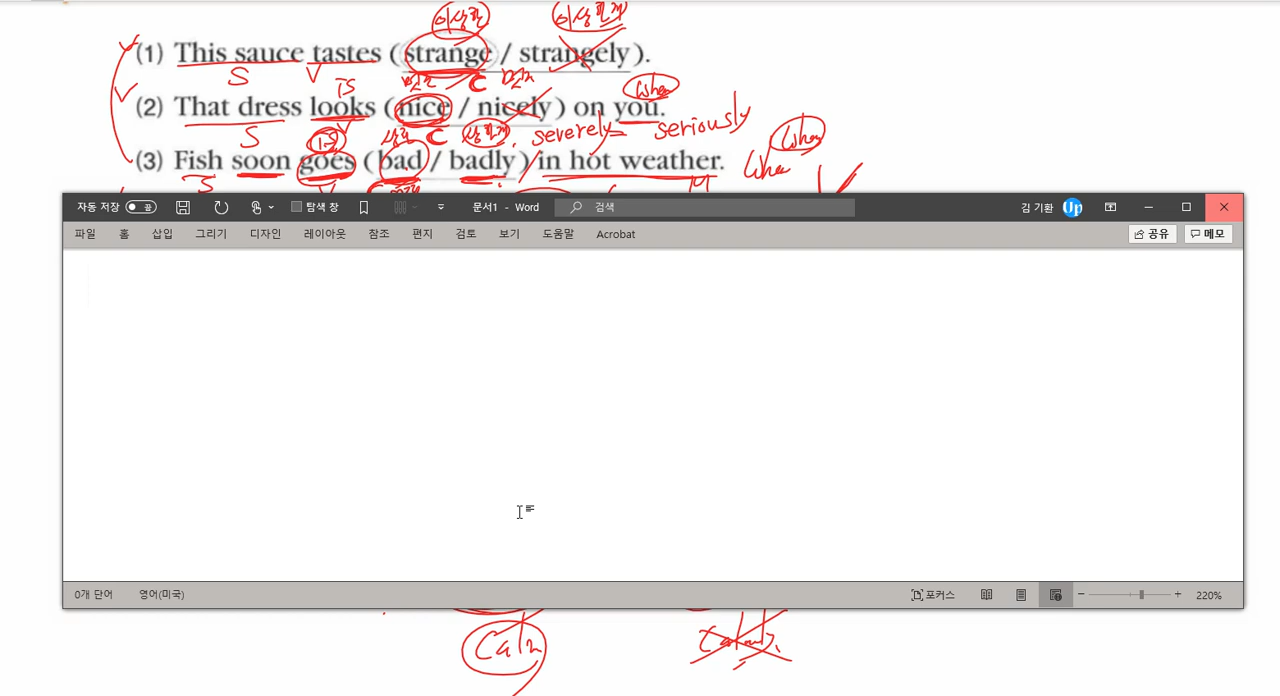 이상한 이상하게
(1) This sauce tastes (strange / strangely).
S V C
(2) That dress looks (nice / nicely) on you.
When
S V C severely seriously
(3) Fish soon goes (bad / badly) in hot weather.
When
S V C M
자동 저장 끔 탐색 창 문서1 - Word 검색 김 기환 Up
파일 홈 삽입 그리기 디자인 레이아웃 참조 편지 검토 보기 도움말 Acrobat 공유 메모
0개 단어 영어(미국) 포커스 220%